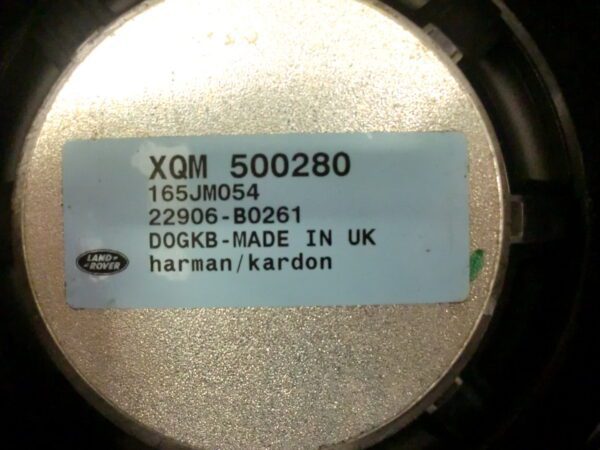 XQM 500280
165JM054
22906-B0261
DOGKB-MADE IN UK
LAND
ROVER
harman/kardon